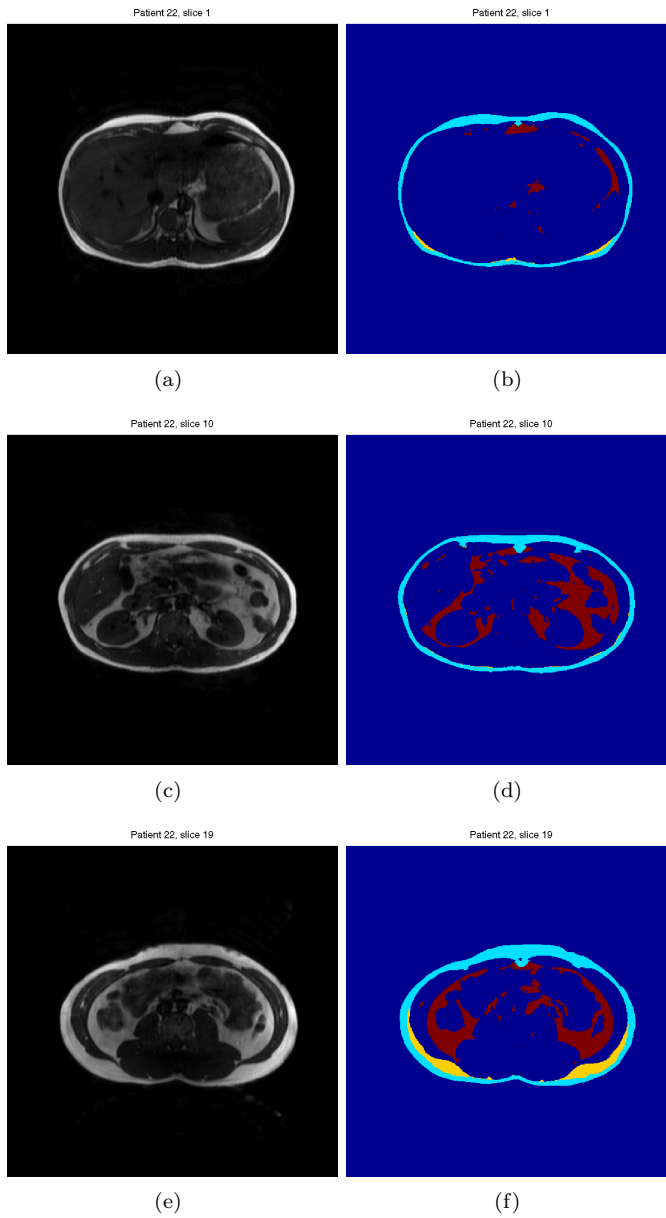 Patient 22, slice 1
Patient 22, slice 1
(a)
(b)
Patient 22, slice 10
Patient 22, slice 10
(c)
(d)
Patient 22, slice 19
Patient 22, slice 19
(e)
(f)